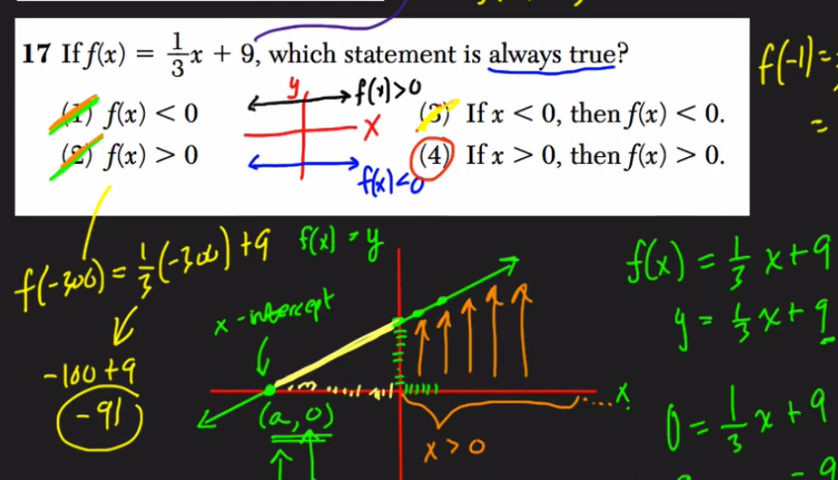 17 If f(x) = 1/3 x + 9, which statement is always true?
(1) f(x) < 0
(2) f(x) > 0
(3) If x < 0, then f(x) < 0.
(4) If x > 0, then f(x) > 0.
y
f(x)>0
x
f(x)<0
f(-1)=
=
f(-300) = 1/3(-300) + 9
-100+9
-91
f(x) = y
x-intercept
(a, 0)
x > 0
....x
f(x) = 1/3 x + 9
y = 1/3 x + 9
0 = 1/3 x + 9
- 9